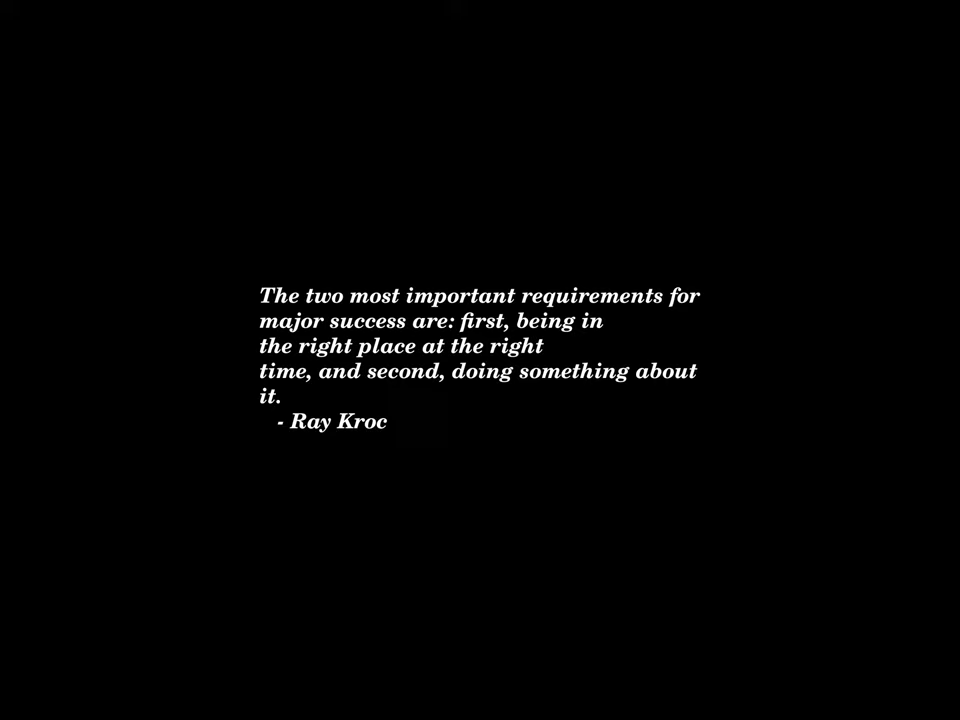 The two most important requirements for
major success are: first, being in
the right place at the right
time, and second, doing something about
it.
- Ray Kroc